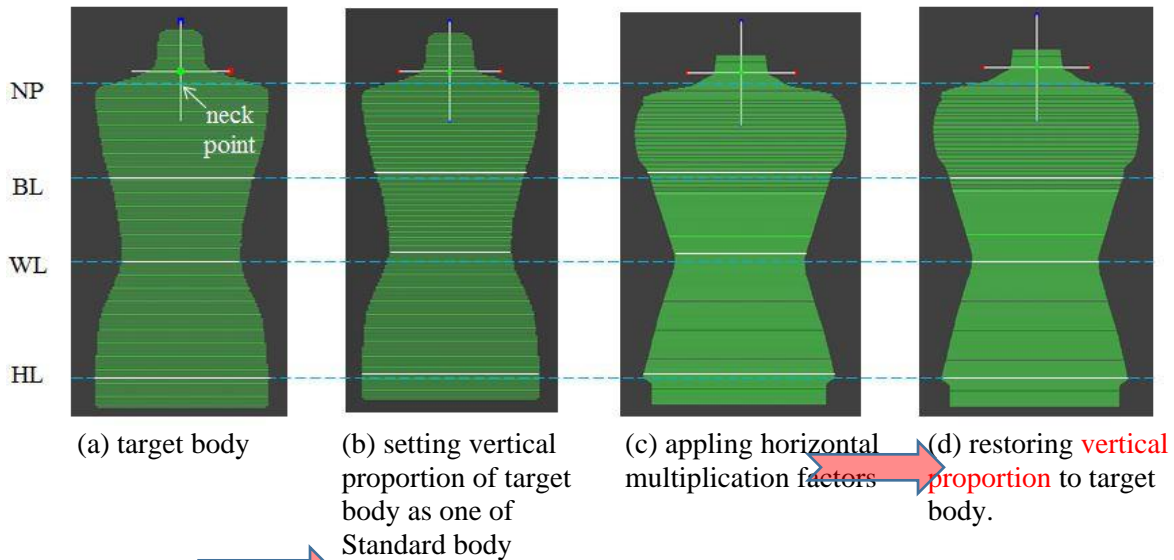 NP
neck
point
BL
WL
HL
(a) target body
(b) setting vertical
proportion of target
body as one of
Standard body
(c) appling horizontal
multiplication factors
(d) restoring vertical
proportion to target
body.